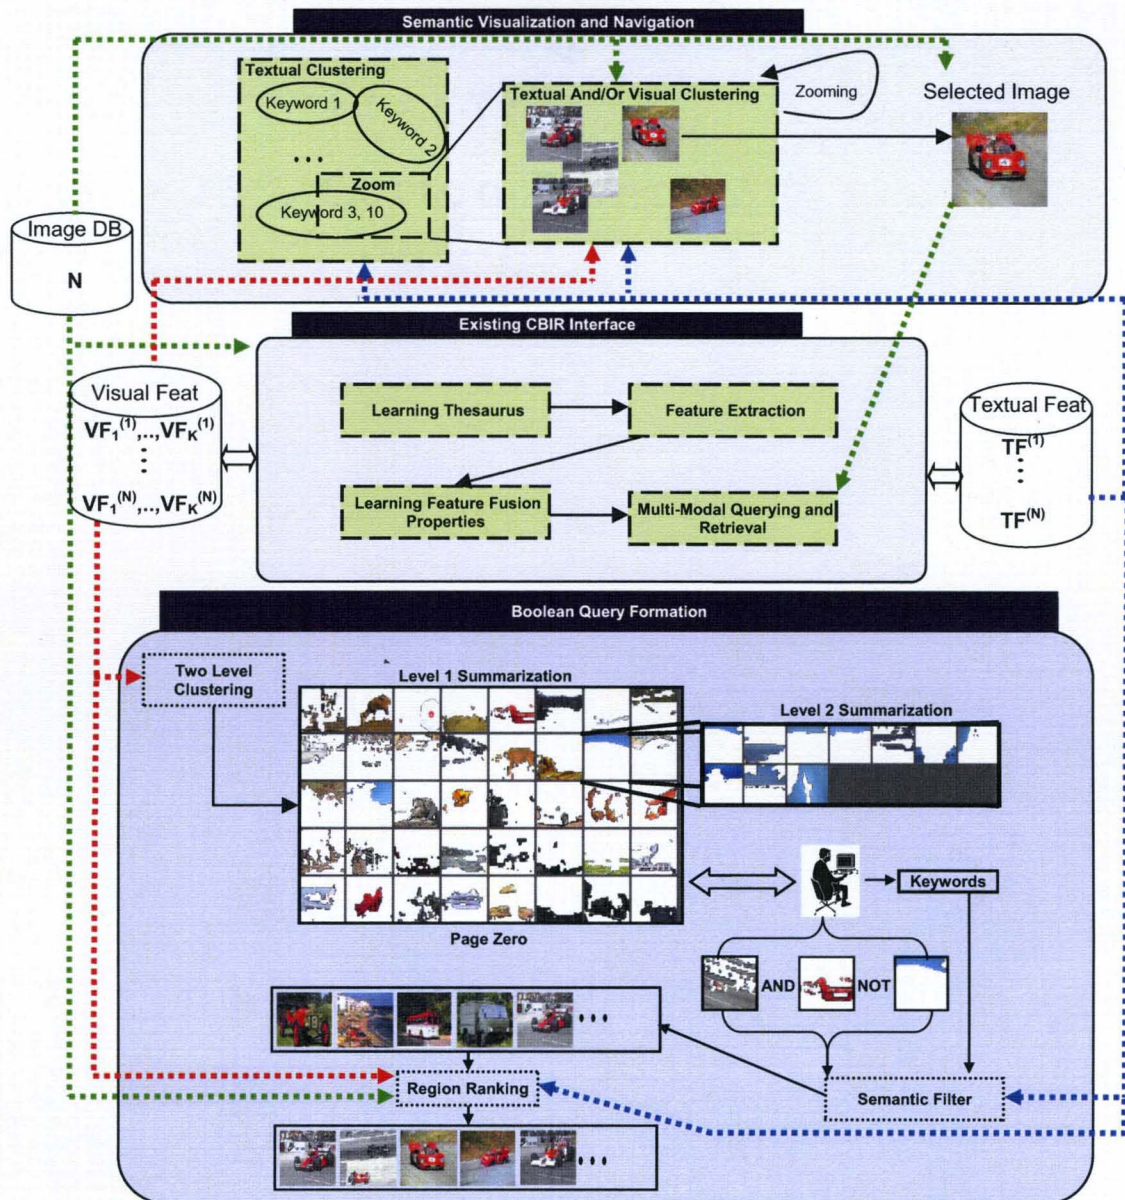 Semantic Visualization and Navigation
Textual Clustering
Keyword 1
Keyword 2
• • •
Zoom
Keyword 3, 10
Textual And/Or Visual Clustering
Zooming
Selected Image
Image DB
N
Existing CBIR Interface
Visual Feat
VF₁⁽¹⁾,..,VF_K⁽¹⁾
VF₁⁽ᴺ⁾,..,VF_K⁽ᴺ⁾
Learning Thesaurus
Feature Extraction
Learning Feature Fusion
Properties
Multi-Modal Querying and
Retrieval
Textual Feat
TF⁽¹⁾
TF⁽ᴺ⁾
Boolean Query Formation
Two Level
Clustering
Level 1 Summarization
Level 2 Summarization
Page Zero
Keywords
AND
NOT
• • •
Region Ranking
Semantic Filter
• • •